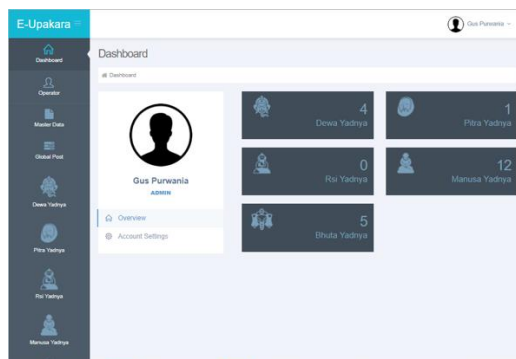 E-Upakara
Gus Purwania
Dashboard
Operator
Master Data
Global Post
Dewa Yadnya
Pitra Yadnya
Rsi Yadnya
Manusa Yadnya
Dashboard
Dashboard
Gus Purwania
ADMIN
Overview
Account Settings
4
Dewa Yadnya
1
Pitra Yadnya
0
Rsi Yadnya
12
Manusa Yadnya
5
Bhuta Yadnya